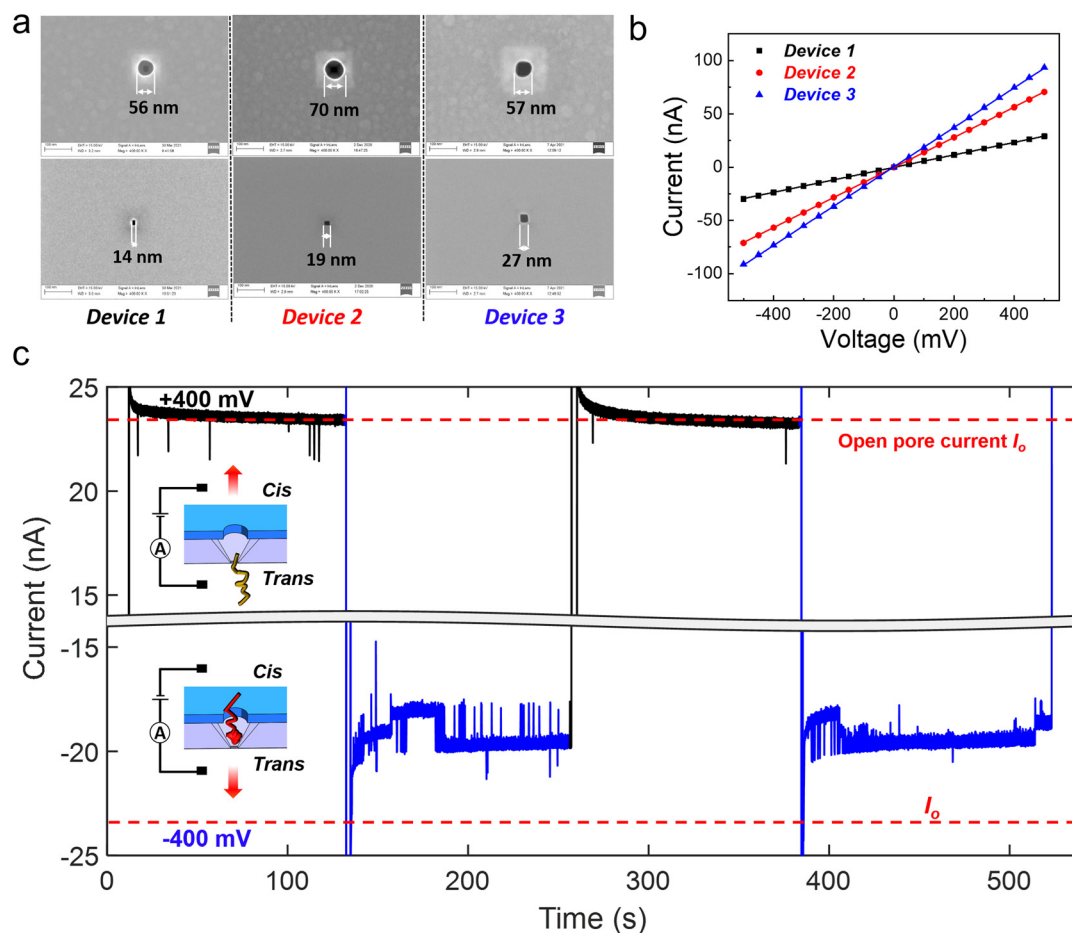 a
56 nm
70 nm
57 nm
14 nm
19 nm
27 nm
Device 1
Device 2
Device 3
b
Device 1
Device 2
Device 3
100
50
0
-50
-100
Current (nA)
-400 -200 0 200 400
Voltage (mV)
c
25
20
15
-15
-20
-25
Current (nA)
+400 mV
Open pore current Io
Cis
A
Trans
Cis
A
Trans
-400 mV
Io
0 100 200 300 400 500
Time (s)